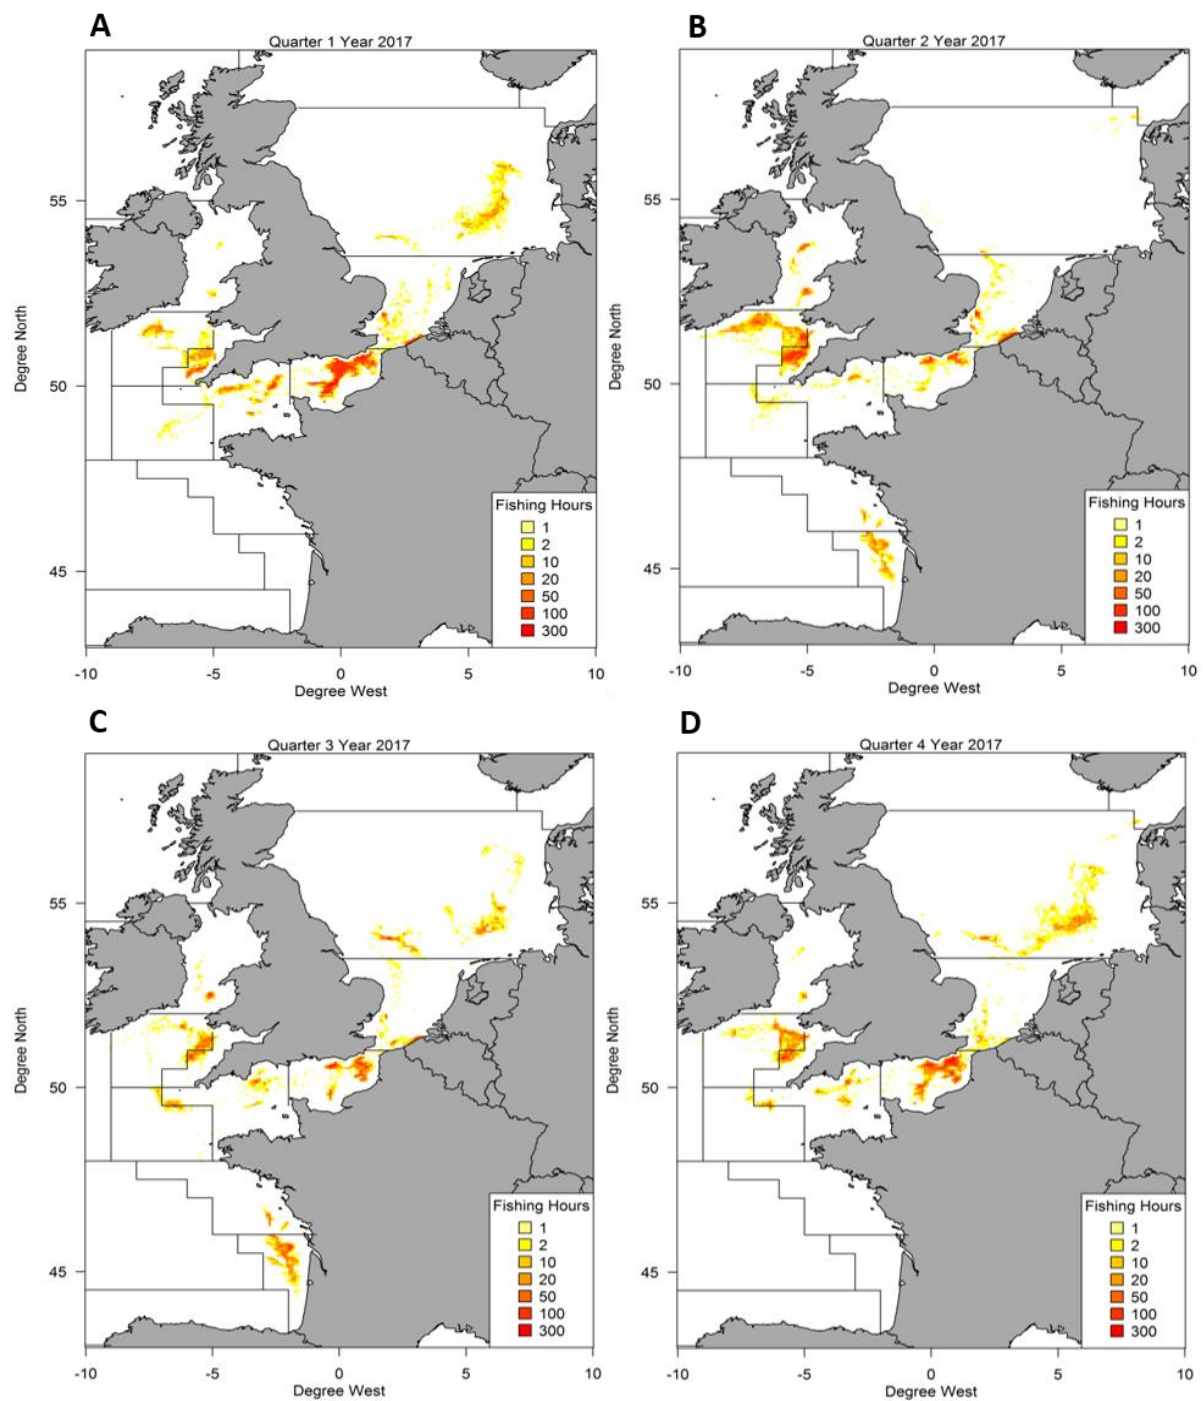 A
Quarter 1 Year 2017
55
50
45
Degree North
-10 -5 0 5 10
Degree West
Fishing Hours
1
2
10
20
50
100
300
B
Quarter 2 Year 2017
55
50
45
Degree North
-10 -5 0 5 10
Degree West
Fishing Hours
1
2
10
20
50
100
300
C
Quarter 3 Year 2017
55
50
45
Degree North
-10 -5 0 5 10
Degree West
Fishing Hours
1
2
10
20
50
100
300
D
Quarter 4 Year 2017
55
50
45
Degree North
-10 -5 0 5 10
Degree West
Fishing Hours
1
2
10
20
50
100
300